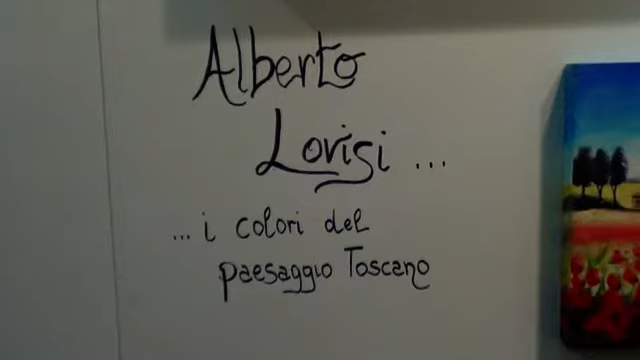 Alberto
Lorisi ...
... i colori del
paesaggio Toscano